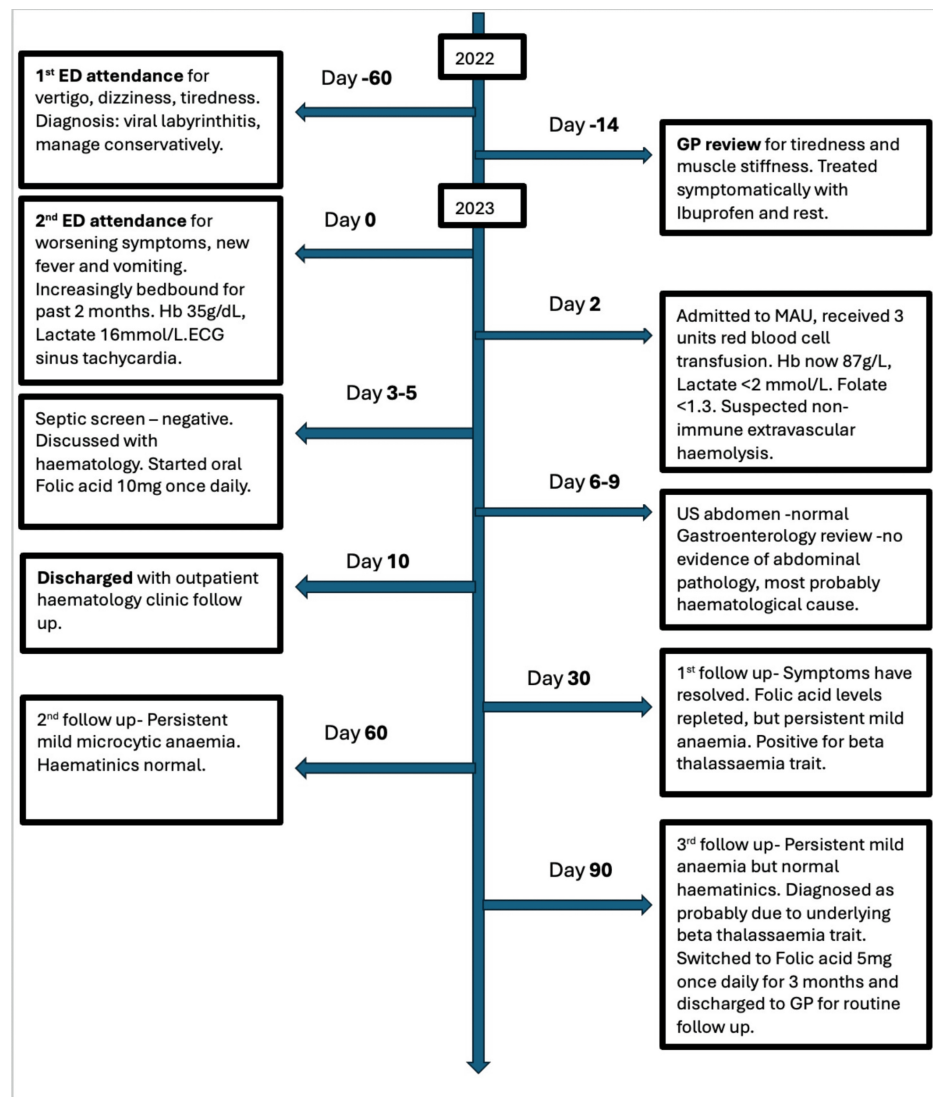 2022
Day -60
1st ED attendance for
vertigo, dizziness, tiredness.
Diagnosis: viral labyrinthitis,
manage conservatively.
Day -14
GP review for tiredness and
muscle stiffness. Treated
symptomatically with
Ibuprofen and rest.
2023
Day 0
2nd ED attendance for
worsening symptoms, new
fever and vomiting.
Increasingly bedbound for
past 2 months. Hb 35g/dL,
Lactate 16mmol/L.ECG
sinus tachycardia.
Day 2
Admitted to MAU, received 3
units red blood cell
transfusion. Hb now 87g/L,
Lactate <2 mmol/L. Folate
<1.3. Suspected non-
immune extravascular
haemolysis.
Day 3-5
Septic screen – negative.
Discussed with
haematology. Started oral
Folic acid 10mg once daily.
Day 6-9
US abdomen -normal
Gastroenterology review -no
evidence of abdominal
pathology, most probably
haematological cause.
Day 10
Discharged with outpatient
haematology clinic follow
up.
Day 30
1st follow up- Symptoms have
resolved. Folic acid levels
repleted, but persistent mild
anaemia. Positive for beta
thalassaemia trait.
Day 60
2nd follow up- Persistent
mild microcytic anaemia.
Haematinics normal.
Day 90
3rd follow up- Persistent mild
anaemia but normal
haematinics. Diagnosed as
probably due to underlying
beta thalassaemia trait.
Switched to Folic acid 5mg
once daily for 3 months and
discharged to GP for routine
follow up.